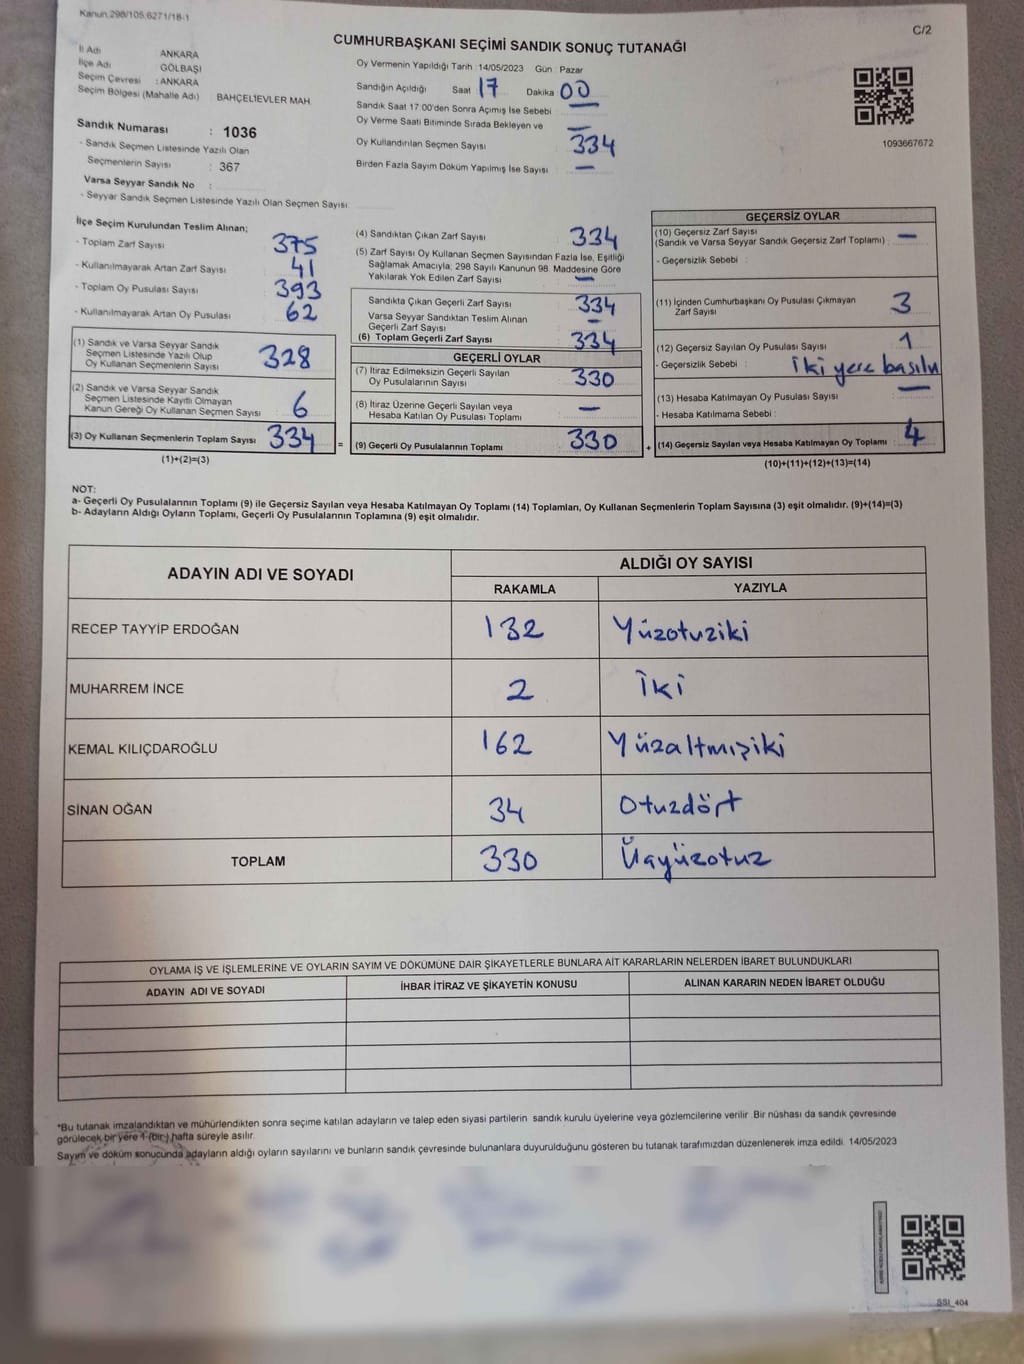 Kanun.298/105.6271/18-1
C/2
CUMHURBAŞKANI SEÇİMİ SANDIK SONUÇ TUTANAĞI
İl Adı ANKARA
İlçe Adı GÖLBAŞI
Seçim Çevresi : ANKARA
Seçim Bölgesi (Mahalle Adı) BAHÇELİEVLER MAH
Sandık Numarası : 1036
- Sandık Seçmen Listesinde Yazılı Olan
Seçmenlerin Sayısı : 367
Varsa Seyyar Sandık No :
- Seyyar Sandık Seçmen Listesinde Yazılı Olan Seçmen Sayısı
Oy Vermenin Yapıldığı Tarih :14/05/2023 Gün : Pazar
Sandığın Açıldığı Saat 17 Dakika 00
Sandık Saat 17.00'den Sonra Açımış İse Sebebi —
Oy Verme Saati Bitiminde Sırada Bekleyen ve —
Oy Kullandırılan Seçmen Sayısı 334
Birden Fazla Sayım Döküm Yapılmış İse Sayısı —
1093667672
İlçe Seçim Kurulundan Teslim Alınan;
- Toplam Zarf Sayısı 375
- Kullanılmayarak Artan Zarf Sayısı 41
- Toplam Oy Pusulası Sayısı 393
- Kullanılmayarak Artan Oy Pusulası 62
(1) Sandık ve Varsa Seyyar Sandık
Seçmen Listesinde Yazılı Olup
Oy Kullanan Seçmenlerin Sayısı 328
(2) Sandık ve Varsa Seyyar Sandık
Seçmen Listesinde Kayıtlı Olmayan
Kanun Gereği Oy Kullanan Seçmen Sayısı 6
(3) Oy Kullanan Seçmenlerin Toplam Sayısı 334 =
(1)+(2)=(3)
(4) Sandıktan Çıkan Zarf Sayısı 334
(5) Zarf Sayısı Oy Kullanan Seçmen Sayısından Fazla İse, Eşitliği
Sağlamak Amacıyla; 298 Sayılı Kanunun 98. Maddesine Göre
Yakılarak Yok Edilen Zarf Sayısı —
Sandıkta Çıkan Geçerli Zarf Sayısı 334
Varsa Seyyar Sandıktan Teslim Alınan
Geçerli Zarf Sayısı —
(6) Toplam Geçerli Zarf Sayısı 334
GEÇERLİ OYLAR
(7) İtiraz Edilmeksizin Geçerli Sayılan
Oy Pusulalarının Sayısı 330
(8) İtiraz Üzerine Geçerli Sayılan veya
Hesaba Katılan Oy Pusulası Toplamı —
(9) Geçerli Oy Pusulalarının Toplamı 330 +
GEÇERSİZ OYLAR
(10) Geçersiz Zarf Sayısı —
(Sandık ve Varsa Seyyar Sandık Geçersiz Zarf Toplamı) :
- Geçersizlik Sebebi :
(11) İçinden Cumhurbaşkanı Oy Pusulası Çıkmayan
Zarf Sayısı 3
(12) Geçersiz Sayılan Oy Pusulası Sayısı 1
- Geçersizlik Sebebi : İki yere basılu
(13) Hesaba Katılmayan Oy Pusulası Sayısı —
- Hesaba Katılmama Sebebi :
(14) Geçersiz Sayılan veya Hesaba Katılmayan Oy Toplamı : 4
(10)+(11)+(12)+(13)=(14)
NOT:
a- Geçerli Oy Pusulalarının Toplamı (9) ile Geçersiz Sayılan veya Hesaba Katılmayan Oy Toplamı (14) Toplamları, Oy Kullanan Seçmenlerin Toplam Sayısına (3) eşit olmalıdır. (9)+(14)=(3)
b- Adayların Aldığı Oyların Toplamı, Geçerli Oy Pusulalarının Toplamına (9) eşit olmalıdır.
ADAYIN ADI VE SOYADI ALDIĞI OY SAYISI
RAKAMLA YAZIYLA
RECEP TAYYİP ERDOĞAN 132 Yüzotuziki
MUHARREM İNCE 2 İki
KEMAL KILIÇDAROĞLU 162 Yüzaltmışiki
SİNAN OĞAN 34 Otuzdört
TOPLAM 330 Üçyüzotuz
OYLAMA İŞ VE İŞLEMLERİNE VE OYLARIN SAYIM VE DÖKÜMÜNE DAİR ŞİKAYETLERLE BUNLARA AİT KARARLARIN NELERDEN İBARET BULUNDUKLARI
ADAYIN ADI VE SOYADI İHBAR İTİRAZ VE ŞİKAYETİN KONUSU ALINAN KARARIN NEDEN İBARET OLDUĞU
*Bu tutanak imzalandıktan ve mühürlendikten sonra seçime katılan adayların ve talep eden siyasi partilerin sandık kurulu üyelerine veya gözlemcilerine verilir. Bir nüshası da sandık çevresinde
görülecek bir yere 1 (bir) hafta süreyle asılır.
Sayım ve döküm sonucunda adayların aldığı oyların sayılarını ve bunların sandık çevresinde bulunanlara duyurulduğunu gösteren bu tutanak tarafımızdan düzenlenerek imza edildi. 14/05/2023
SSI_404